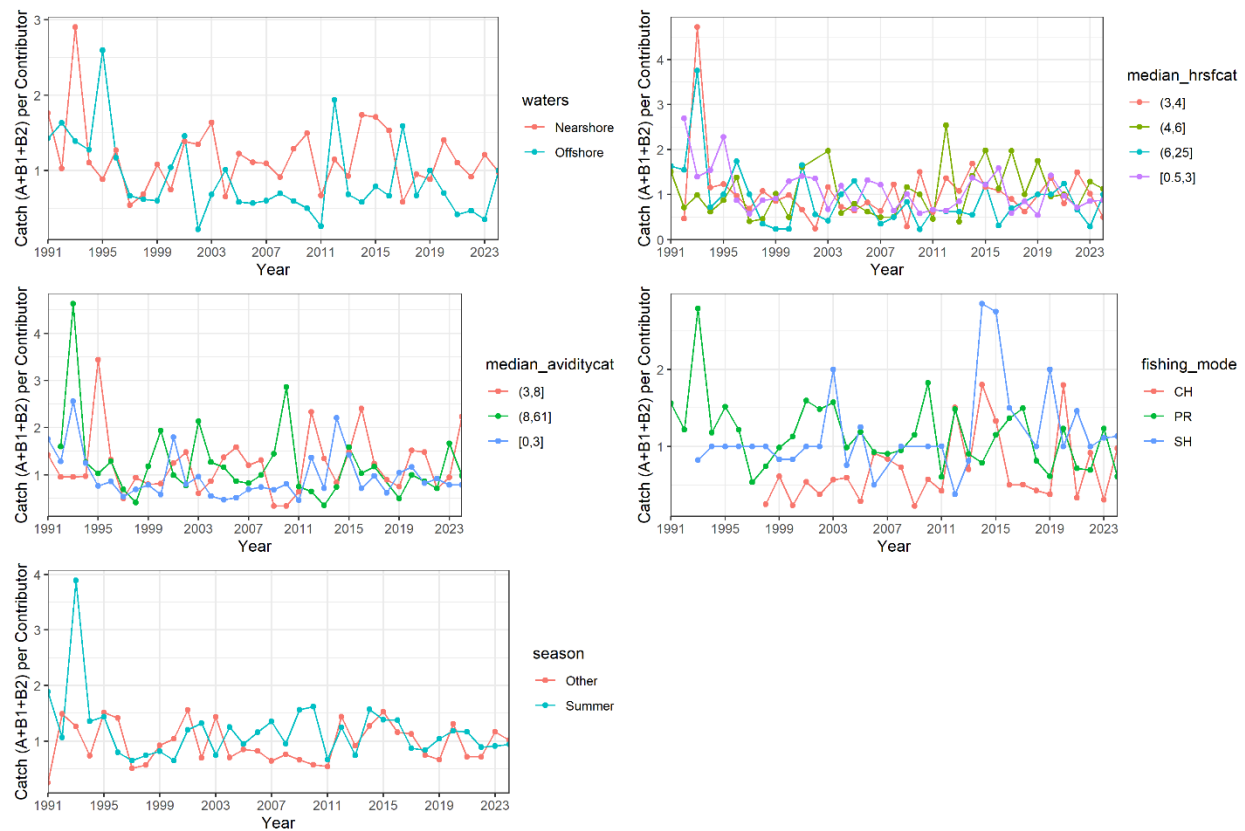 Catch (A+B1+B2) per Contributor
3
2
1
1991 1995 1999 2003 2007 2011 2015 2019 2023
Year
waters
Nearshore
Offshore
Catch (A+B1+B2) per Contributor
4
3
2
1
0
1991 1995 1999 2003 2007 2011 2015 2019 2023
Year
median_hrsfcat
(3,4]
(4.6]
(6,25]
[0.5,3]
Catch (A+B1+B2) per Contributor
4
3
2
1
1991 1995 1999 2003 2007 2011 2015 2019 2023
Year
median_aviditycat
(3,8]
(8,61]
[0,3]
Catch (A+B1+B2) per Contributor
2
1
1991 1995 1999 2003 2007 2011 2015 2019 2023
Year
fishing_mode
CH
PR
SH
Catch (A+B1+B2) per Contributor
4
3
2
1
1991 1995 1999 2003 2007 2011 2015 2019 2023
Year
season
Other
Summer